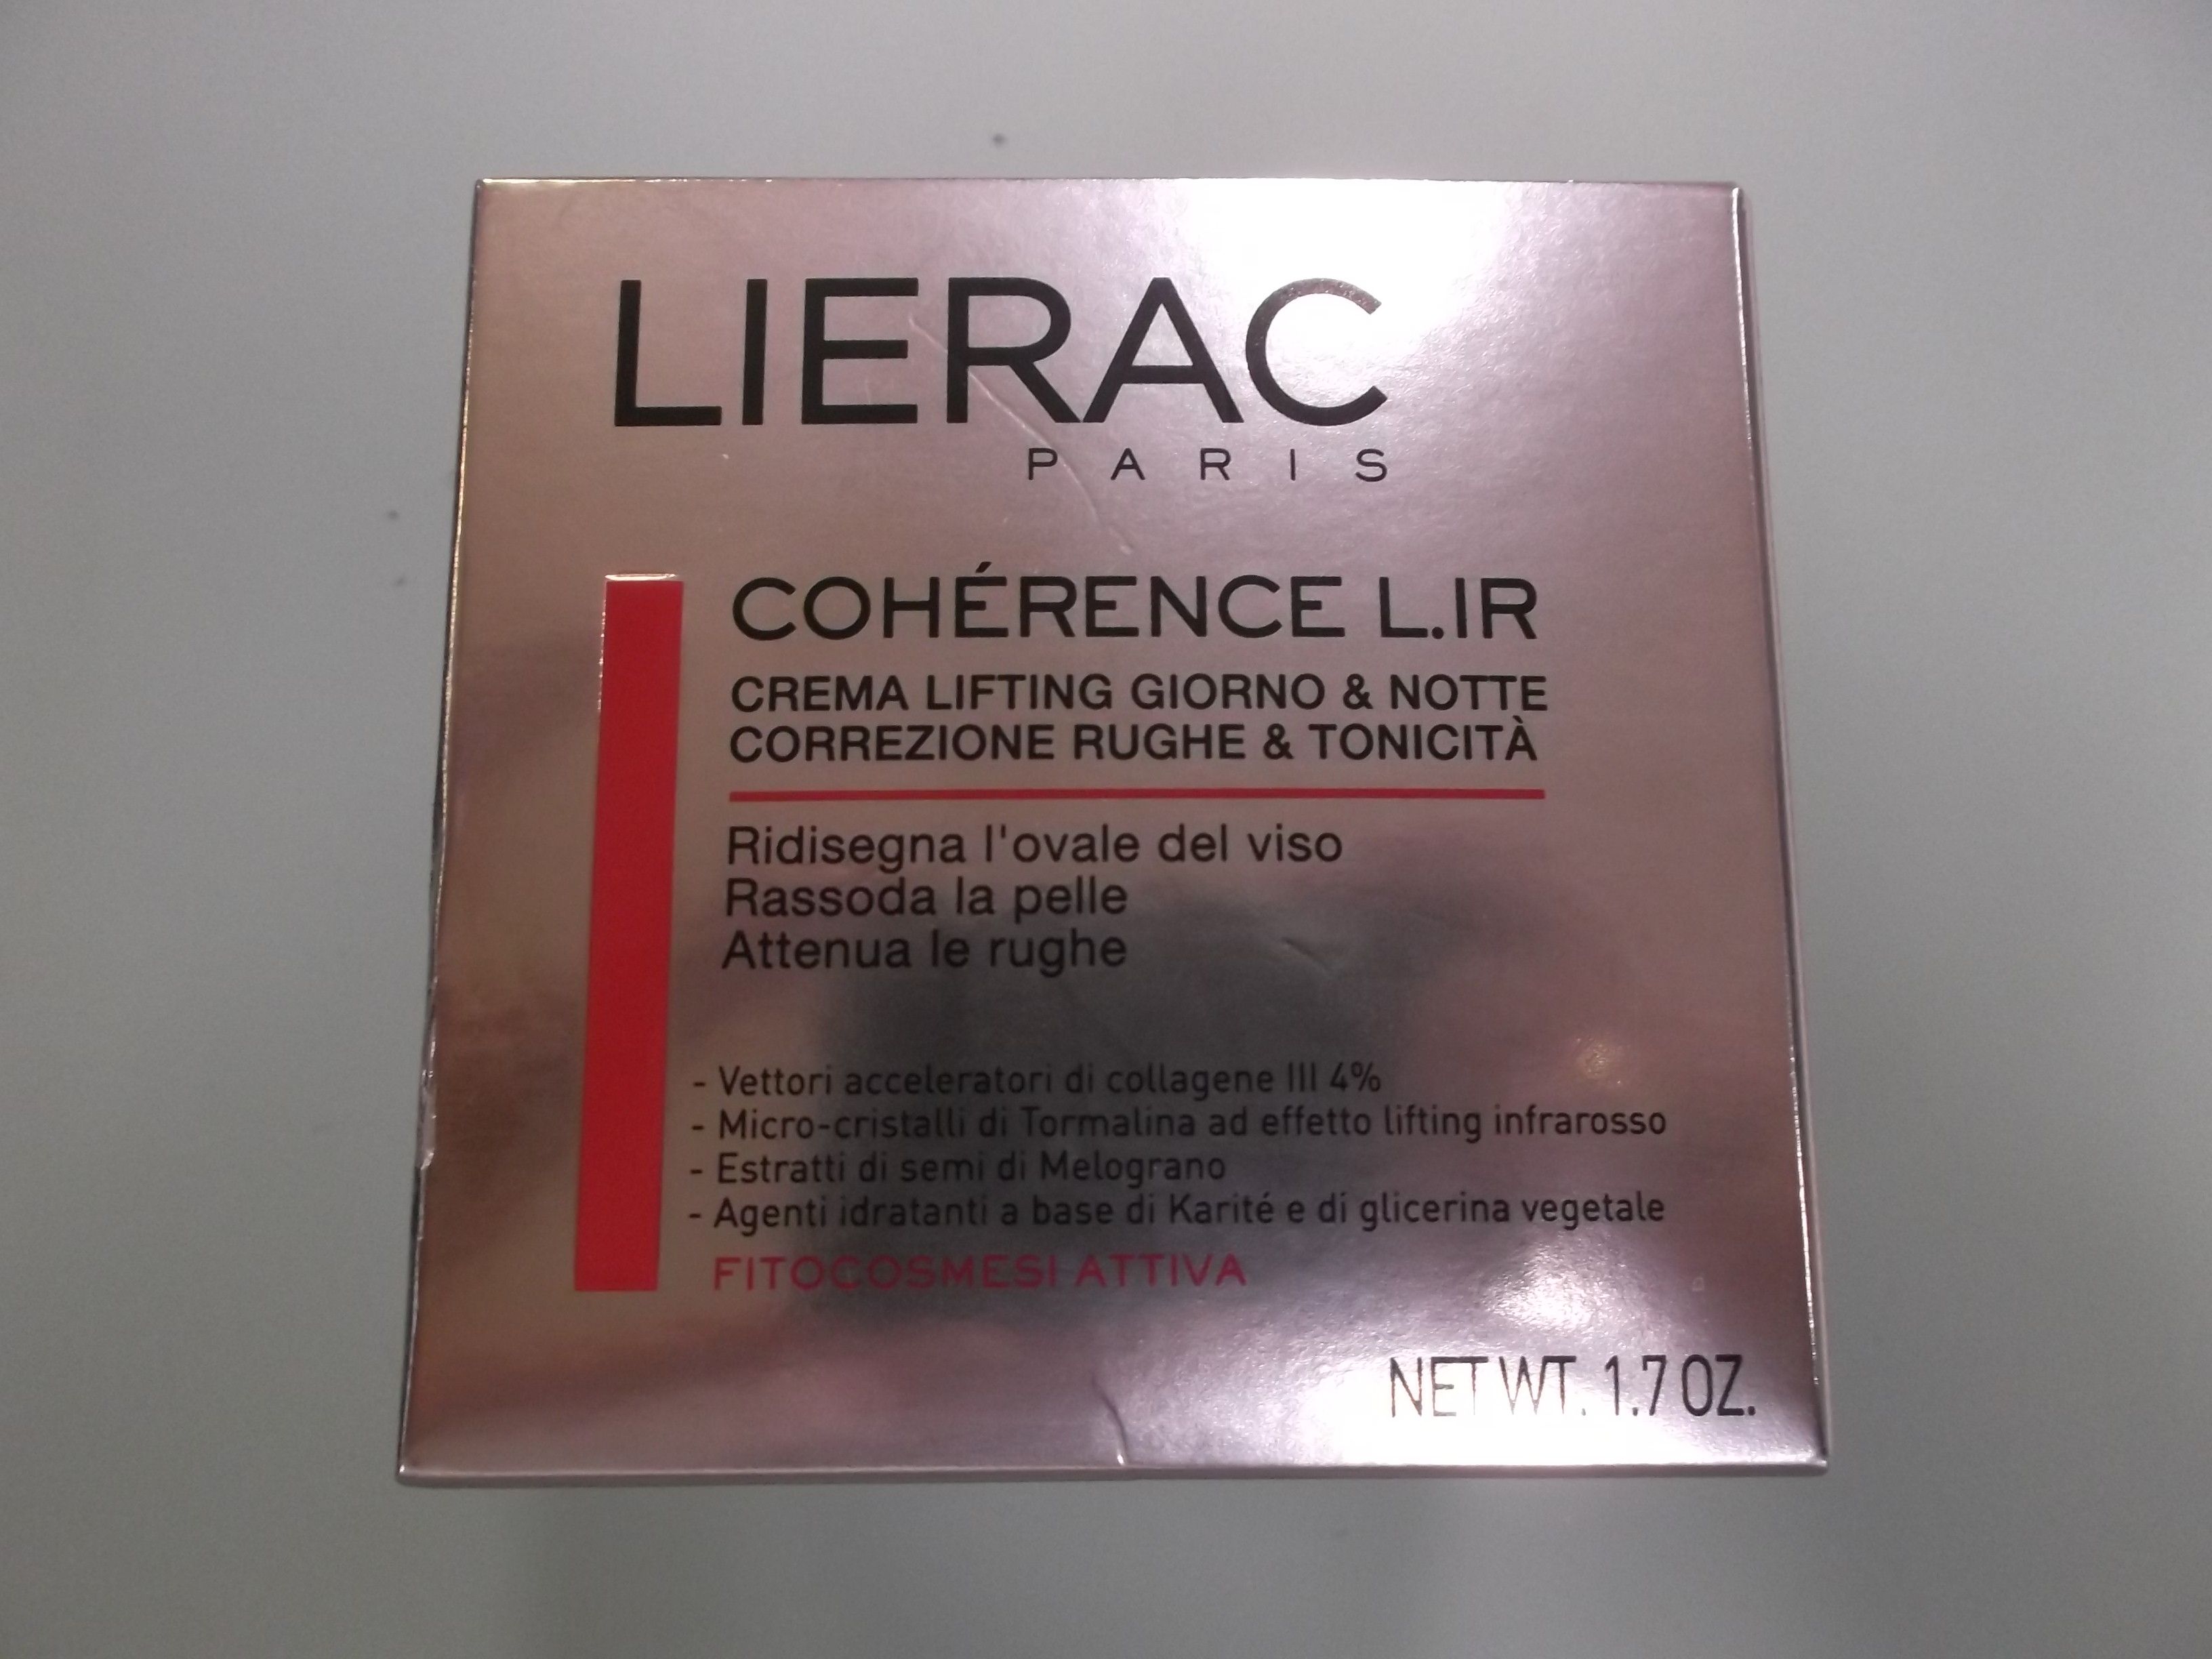 LIERAC
PARIS
COHÉRENCE L.IR
CREMA LIFTING GIORNO & NOTTE
CORREZIONE RUGHE & TONICITÀ
Ridisegna l'ovale del viso
Rassoda la pelle
Attenua le rughe
- Vettori acceleratori di collagene III 4%
- Micro-cristalli di Tormalina ad effetto lifting infrarosso
- Estratti di semi di Melograno
- Agenti idratanti a base di Karité e di glicerina vegetale
FITOCOSMESI ATTIVA
NET WT. 1.7 OZ.